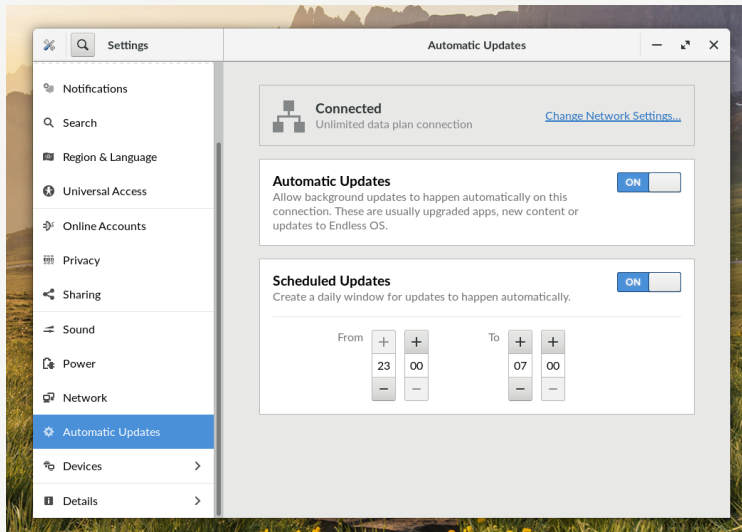 Settings
Automatic Updates
Notifications
Search
Region & Language
Universal Access
Online Accounts
Privacy
Sharing
Sound
Power
Network
Automatic Updates
Devices
Details
Connected
Unlimited data plan connection
Change Network Settings...
Automatic Updates
ON
Allow background updates to happen automatically on this
connection. These are usually upgraded apps, new content or
updates to Endless OS.
Scheduled Updates
ON
Create a daily window for updates to happen automatically.
From
To
+ + + +
23 00 07 00
− − − −